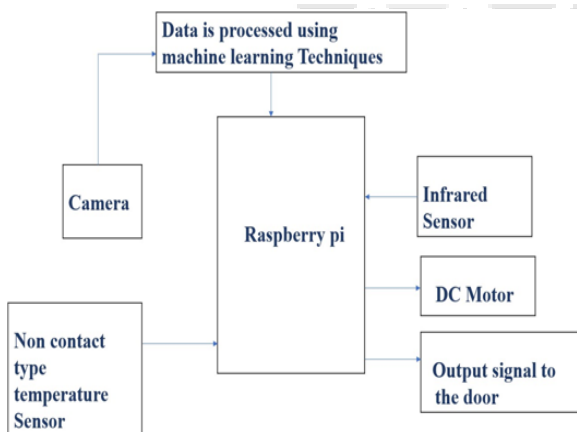 Data is processed using
machine learning Techniques
Camera
Raspberry pi
Infrared
Sensor
DC Motor
Non contact
type
temperature
Sensor
Output signal to
the door